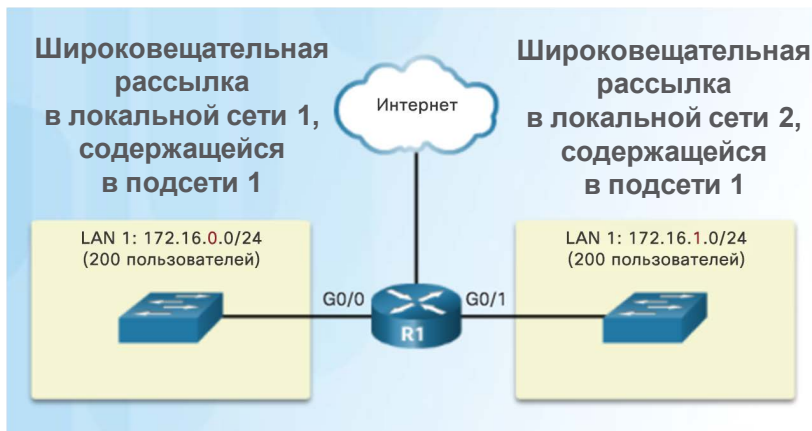 Широковещательная
рассылка
в локальной сети 1,
содержащейся
в подсети 1
Интернет
Широковещательная
рассылка
в локальной сети 2,
содержащейся
в подсети 1
LAN 1: 172.16.0.0/24
(200 пользователей)
LAN 1: 172.16.1.0/24
(200 пользователей)
G0/0
G0/1
R1